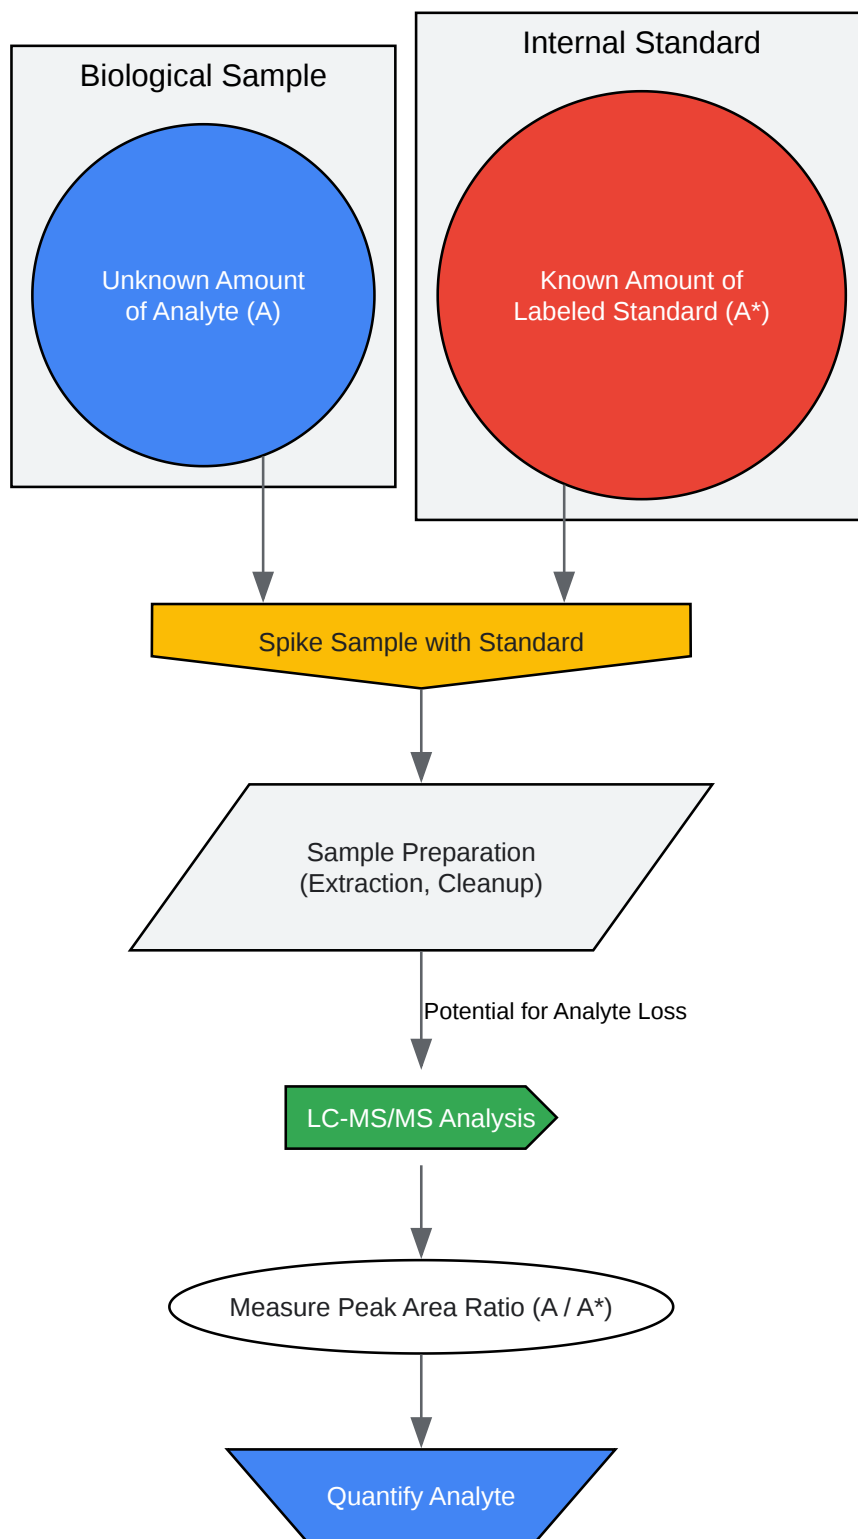 Biological Sample
Internal Standard
Unknown Amount
of Analyte (A)
Known Amount of
Labeled Standard (A*)
Spike Sample with Standard
Sample Preparation
(Extraction, Cleanup)
Potential for Analyte Loss
LC-MS/MS Analysis
Measure Peak Area Ratio (A / A*)
Quantify Analyte